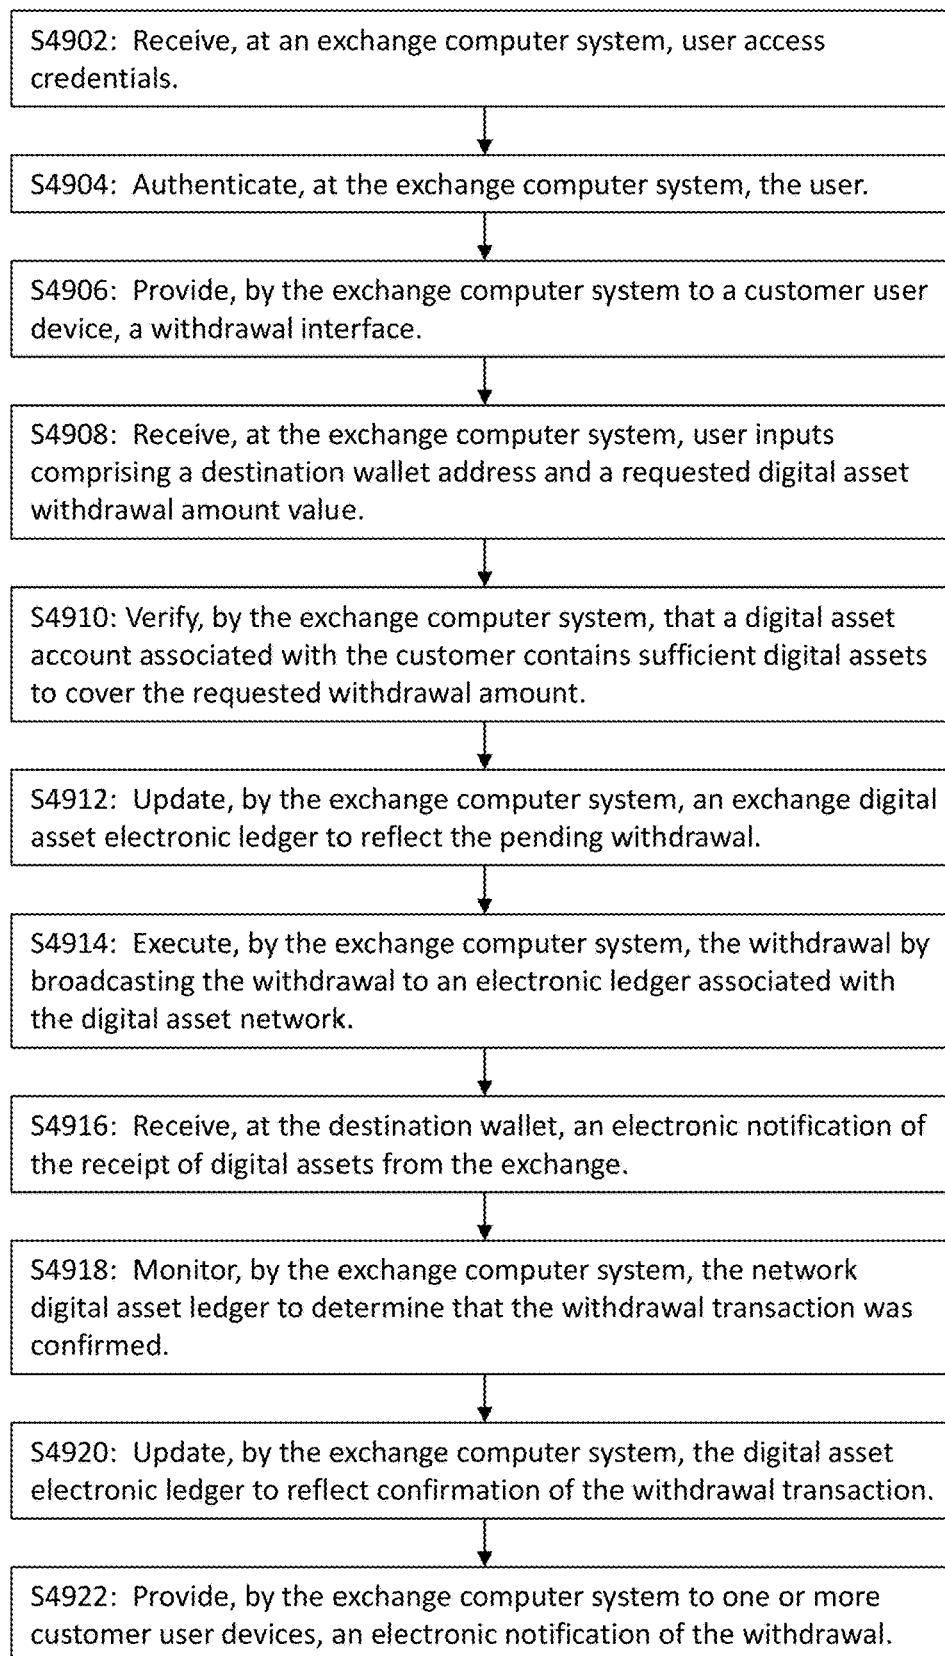 S4902: Receive, at an exchange computer system, user access
credentials.
S4904: Authenticate, at the exchange computer system, the user.
S4906: Provide, by the exchange computer system to a customer user
device, a withdrawal interface.
S4908: Receive, at the exchange computer system, user inputs
comprising a destination wallet address and a requested digital asset
withdrawal amount value.
S4910: Verify, by the exchange computer system, that a digital asset
account associated with the customer contains sufficient digital assets
to cover the requested withdrawal amount.
S4912: Update, by the exchange computer system, an exchange digital
asset electronic ledger to reflect the pending withdrawal.
S4914: Execute, by the exchange computer system, the withdrawal by
broadcasting the withdrawal to an electronic ledger associated with
the digital asset network.
S4916: Receive, at the destination wallet, an electronic notification of
the receipt of digital assets from the exchange.
S4918: Monitor, by the exchange computer system, the network
digital asset ledger to determine that the withdrawal transaction was
confirmed.
S4920: Update, by the exchange computer system, the digital asset
electronic ledger to reflect confirmation of the withdrawal transaction.
S4922: Provide, by the exchange computer system to one or more
customer user devices, an electronic notification of the withdrawal.